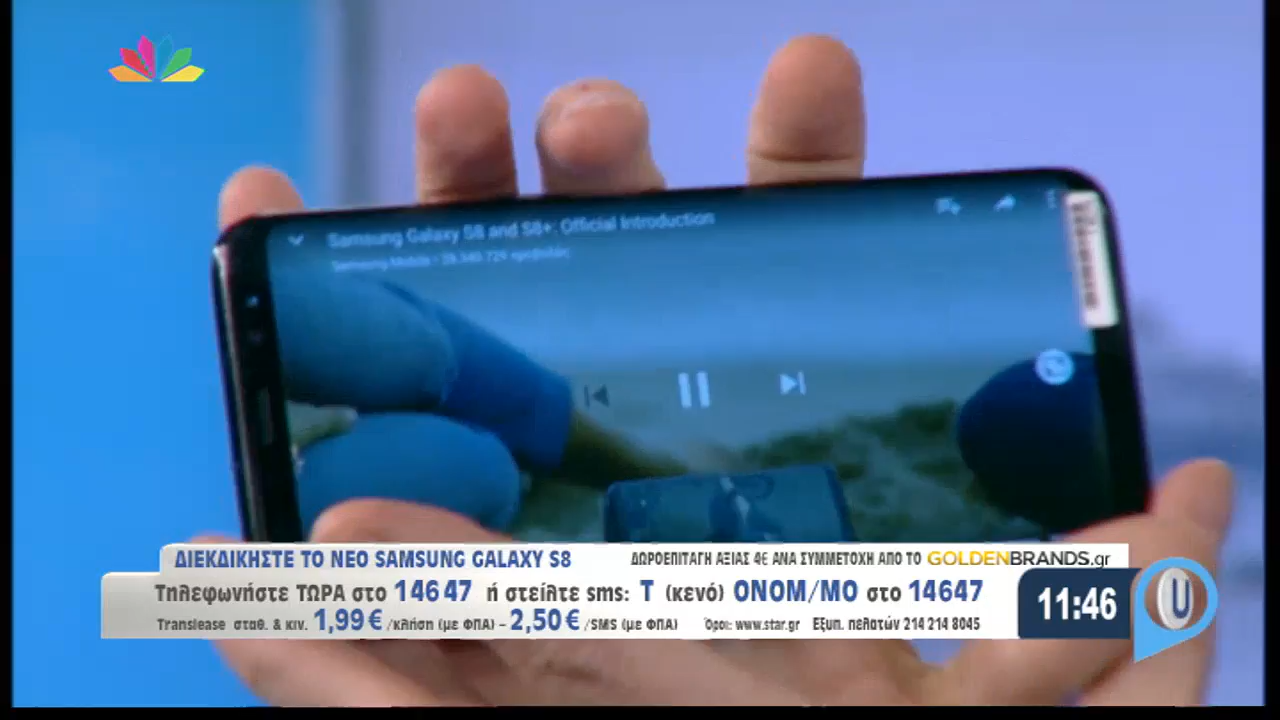 Samsung Galaxy S8 and S8+: Official Introduction
Samsung Mobile
ΔΙΕΚΔΙΚΗΣΤΕ ΤΟ ΝΕΟ SAMSUNG GALAXY S8
ΔΩΡΟΕΠΙΤΑΓΗ ΑΞΙΑΣ 4€ ΑΝΑ ΣΥΜΜΕΤΟΧΗ ΑΠΟ ΤΟ GOLDENBRANDS.gr
Τηλεφωνήστε ΤΩΡΑ στο 14647 ή στείλτε sms: Τ (κενό) ΟΝΟΜ/ΜΟ στο 14647
Translease σταθ. & κιν. 1,99€ /κλήση (με ΦΠΑ) – 2,50€ /SMS (με ΦΠΑ) Όροι: www.star.gr Εξυπ. πελατών 214 214 8045
11:46
U